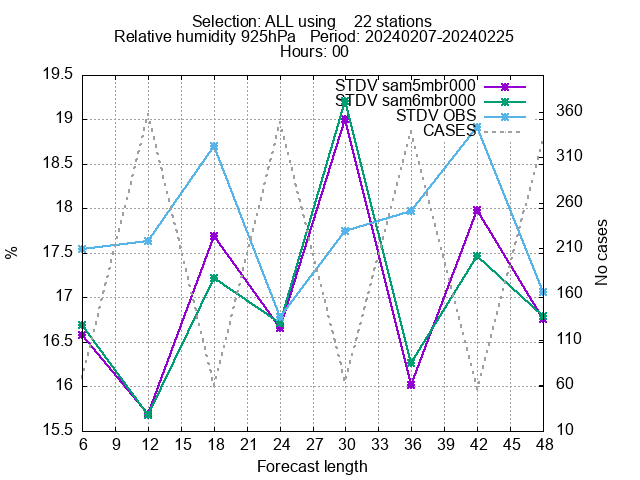 Selection: ALL using    22 stations
Relative humidity 925hPa   Period: 20240207-20240225
Hours: 00
STDV sam5mbr000
STDV sam6mbr000
STDV OBS
CASES
19.5
19
18.5
18
17.5
17
16.5
16
15.5
%
360
310
260
210
160
110
60
10
No cases
6 9 12 15 18 21 24 27 30 33 36 39 42 45 48
Forecast length